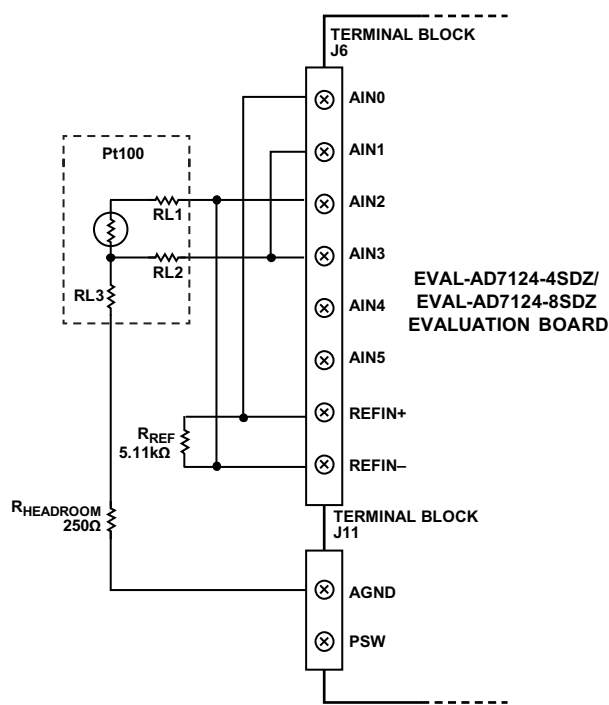 TERMINAL BLOCK
J6
AIN0
Pt100
AIN1
RL1
AIN2
RL2
AIN3
RL3
EVAL-AD7124-4SDZ/
EVAL-AD7124-8SDZ
EVALUATION BOARD
AIN4
AIN5
REFIN+
RREF
5.11kΩ
REFIN–
RHEADROOM
250Ω
TERMINAL BLOCK
J11
AGND
PSW